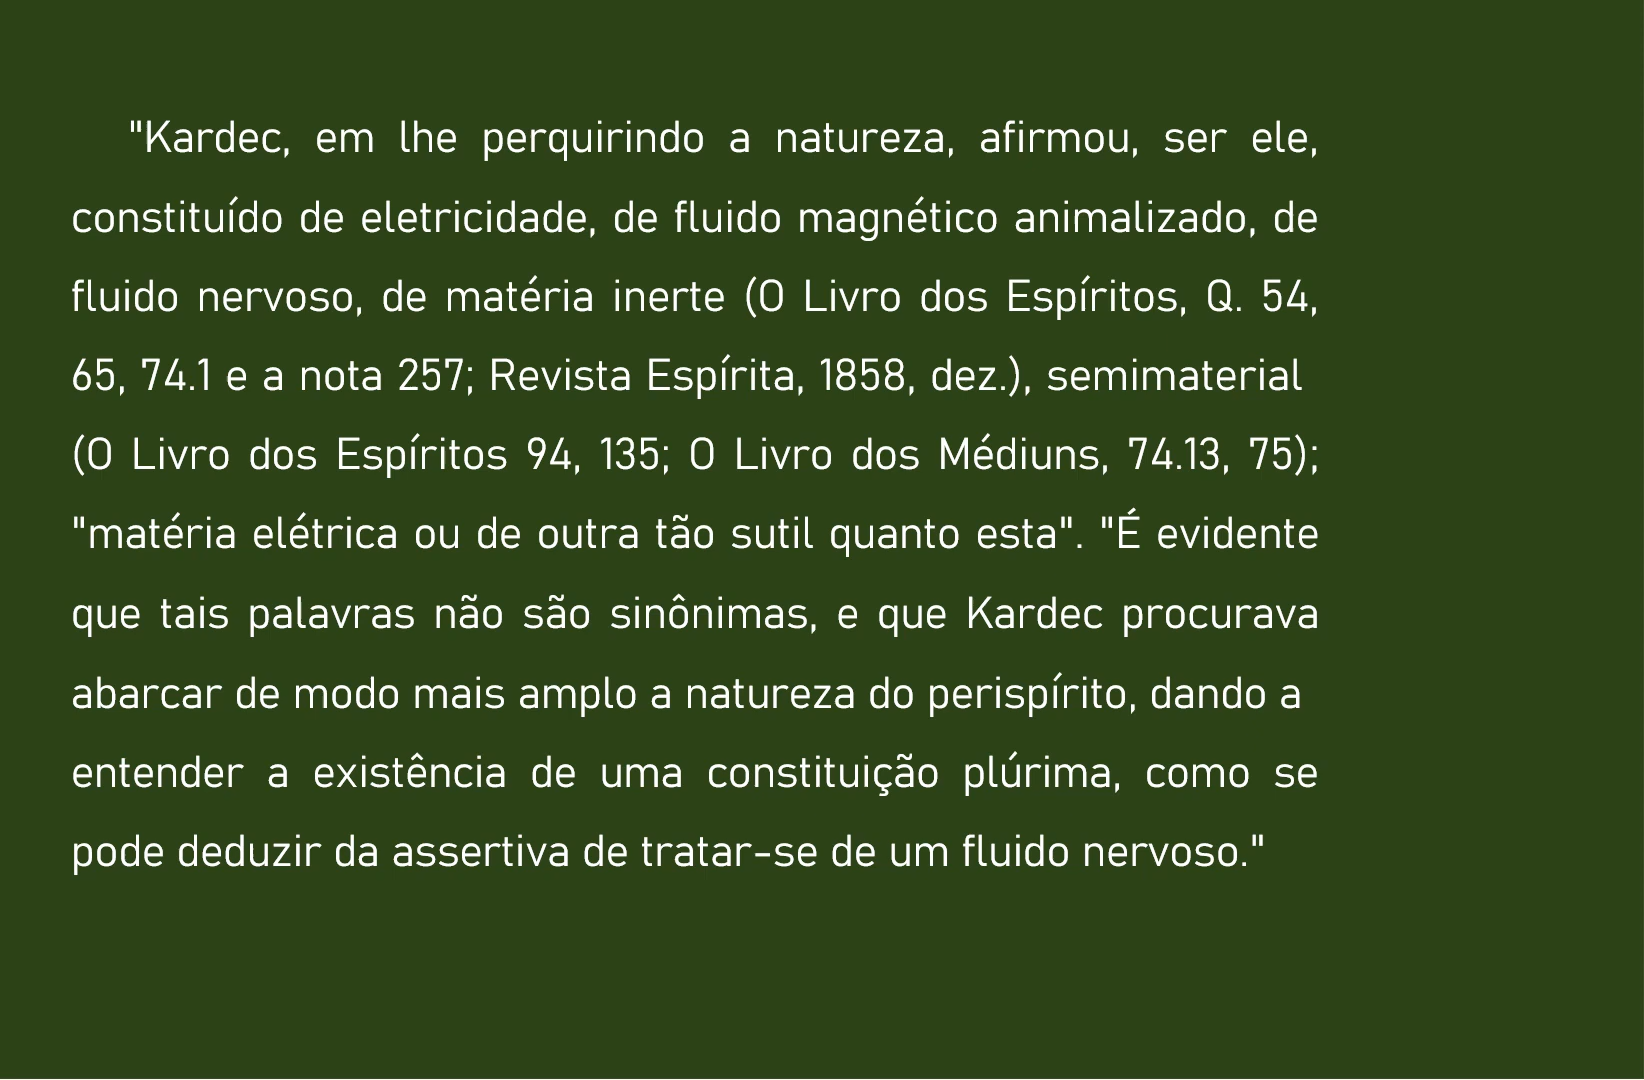 "Kardec, em lhe perquirindo a natureza, afirmou, ser ele,
constituído de eletricidade, de fluido magnético animalizado, de
fluido nervoso, de matéria inerte (O Livro dos Espíritos, Q. 54,
65, 74.1 e a nota 257; Revista Espírita, 1858, dez.), semimaterial
(O Livro dos Espíritos 94, 135; O Livro dos Médiuns, 74.13, 75);
"matéria elétrica ou de outra tão sutil quanto esta". "É evidente
que tais palavras não são sinônimas, e que Kardec procurava
abarcar de modo mais amplo a natureza do perispírito, dando a
entender a existência de uma constituição plúrima, como se
pode deduzir da assertiva de tratar-se de um fluido nervoso."